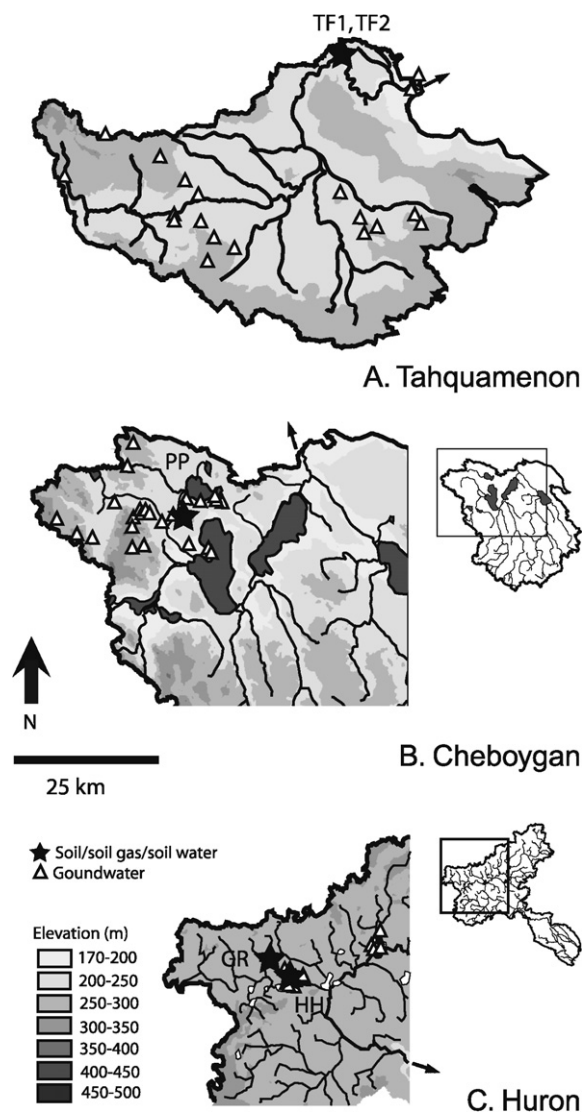 TF1, TF2
A. Tahquamenon
PP
N
25 km
B. Cheboygan
Soil/soil gas/soil water
Goundwater
Elevation (m)
170-200
200-250
250-300
300-350
350-400
400-450
450-500
GR
HH
C. Huron